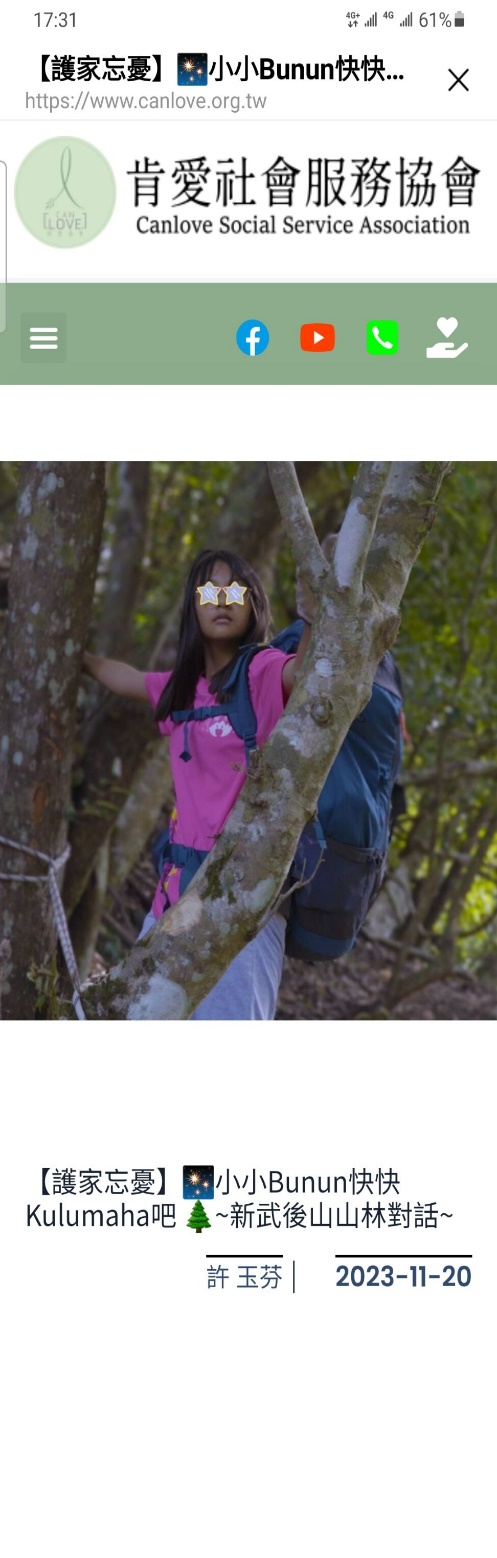 17:31
4G+ 4G 61%
【護家忘憂】🎇小小Bunun快快...
https://www.canlove.org.tw
CAN
[LOVE]
肯愛社會服務協會
Canlove Social Service Association
【護家忘憂】🎇小小Bunun快快
Kulumaha吧 🌲~新武後山山林對話~
許 玉芬 | 2023-11-20